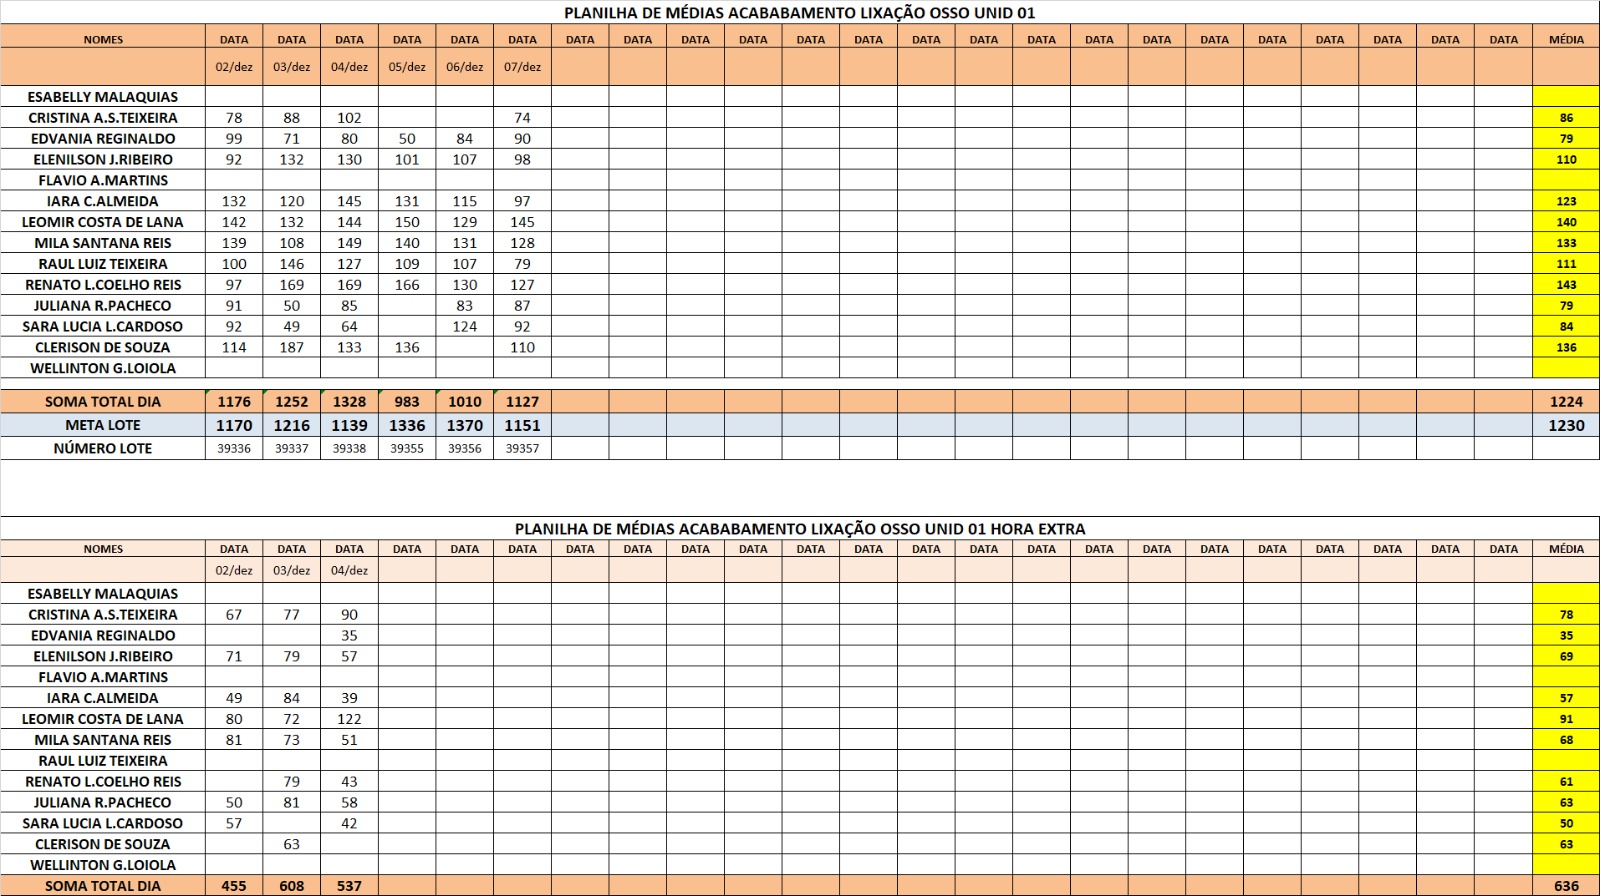 PLANILHA DE MÉDIAS ACABABAMENTO LIXAÇÃO OSSO UNID 01
NOMES DATA DATA DATA DATA DATA DATA DATA DATA DATA DATA DATA DATA DATA DATA DATA DATA DATA DATA DATA DATA DATA DATA DATA MÉDIA
02/dez 03/dez 04/dez 05/dez 06/dez 07/dez
ESABELLY MALAQUIAS
CRISTINA A.S.TEIXEIRA 78 88 102 74 86
EDVANIA REGINALDO 99 71 80 50 84 90 79
ELENILSON J.RIBEIRO 92 132 130 101 107 98 110
FLAVIO A.MARTINS
IARA C.ALMEIDA 132 120 145 131 115 97 123
LEOMIR COSTA DE LANA 142 132 144 150 129 145 140
MILA SANTANA REIS 139 108 149 140 131 128 133
RAUL LUIZ TEIXEIRA 100 146 127 109 107 79 111
RENATO L.COELHO REIS 97 169 169 166 130 127 143
JULIANA R.PACHECO 91 50 85 83 87 79
SARA LUCIA L.CARDOSO 92 49 64 124 92 84
CLERISON DE SOUZA 114 187 133 136 110 136
WELLINTON G.LOIOLA
SOMA TOTAL DIA 1176 1252 1328 983 1010 1127 1224
META LOTE 1170 1216 1139 1336 1370 1151 1230
NÚMERO LOTE 39336 39337 39338 39355 39356 39357
PLANILHA DE MÉDIAS ACABABAMENTO LIXAÇÃO OSSO UNID 01 HORA EXTRA
NOMES DATA DATA DATA DATA DATA DATA DATA DATA DATA DATA DATA DATA DATA DATA DATA DATA DATA DATA DATA DATA DATA DATA DATA MÉDIA
02/dez 03/dez 04/dez
ESABELLY MALAQUIAS
CRISTINA A.S.TEIXEIRA 67 77 90 78
EDVANIA REGINALDO 35 35
ELENILSON J.RIBEIRO 71 79 57 69
FLAVIO A.MARTINS
IARA C.ALMEIDA 49 84 39 57
LEOMIR COSTA DE LANA 80 72 122 91
MILA SANTANA REIS 81 73 51 68
RAUL LUIZ TEIXEIRA
RENATO L.COELHO REIS 79 43 61
JULIANA R.PACHECO 50 81 58 63
SARA LUCIA L.CARDOSO 57 42 50
CLERISON DE SOUZA 63 63
WELLINTON G.LOIOLA
SOMA TOTAL DIA 455 608 537 636